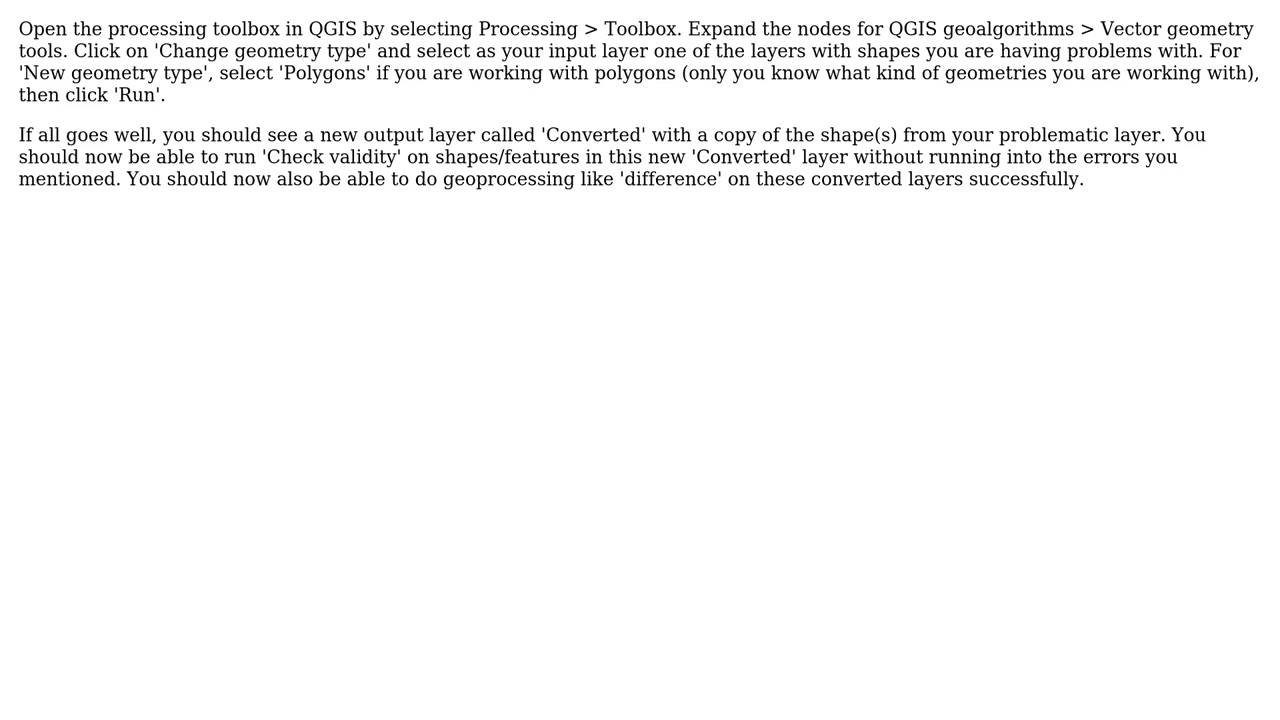 Open the processing toolbox in QGIS by selecting Processing > Toolbox. Expand the nodes for QGIS geoalgorithms > Vector geometry
tools. Click on 'Change geometry type' and select as your input layer one of the layers with shapes you are having problems with. For
'New geometry type', select 'Polygons' if you are working with polygons (only you know what kind of geometries you are working with),
then click 'Run'.
If all goes well, you should see a new output layer called 'Converted' with a copy of the shape(s) from your problematic layer. You
should now be able to run 'Check validity' on shapes/features in this new 'Converted' layer without running into the errors you
mentioned. You should now also be able to do geoprocessing like 'difference' on these converted layers successfully.